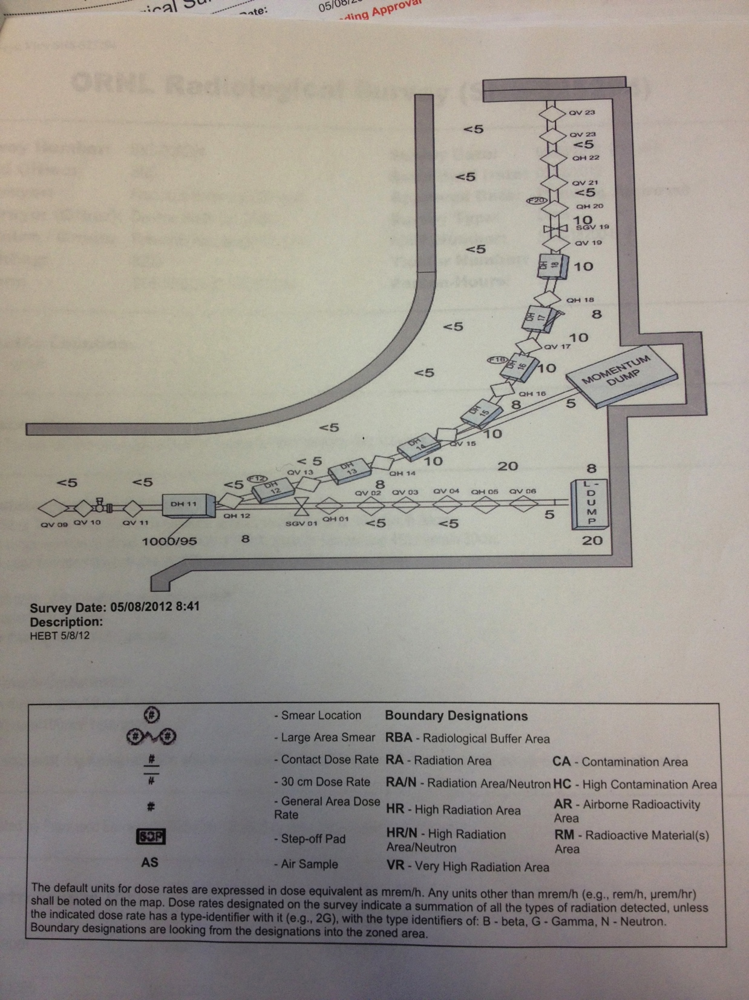 05/08/2
ding Approval
ORHL Radiological Survey
QV 23
<5
QV 23
<5
QH 22
<5
QV 21
<5
F20
QH 20
10
SGV 19
<5
QV 19
DH 18
10
QH 18
DH 17
8
<5
10
QV 17
F16
DH 16
10
<5
MOMENTUM
DUMP
QH 16
8
5
DH 15
<5
10
QV 15
DH 14
10
20
8
< 5
QV 13
DH 13
QH 14
<5
<5
<5
F12
DH 12
8
QV 02
QV 03
QV 04
QH 05
QV 06
L-DUMP
DH 11
QV 09
QV 10
QV 11
QH 12
SGV 01
QH 01
<5
<5
5
1000/95
8
20
Survey Date: 05/08/2012 8:41
Description:
HEBT 5/8/12
# - Smear Location Boundary Designations
# # - Large Area Smear RBA - Radiological Buffer Area
# - Contact Dose Rate RA - Radiation Area CA - Contamination Area
# - 30 cm Dose Rate RA/N - Radiation Area/Neutron HC - High Contamination Area
# - General Area Dose Rate HR - High Radiation Area AR - Airborne Radioactivity Area
SOP - Step-off Pad HR/N - High Radiation Area/Neutron RM - Radioactive Material(s) Area
AS - Air Sample VR - Very High Radiation Area
The default units for dose rates are expressed in dose equivalent as mrem/h. Any units other than mrem/h (e.g., rem/h, µrem/hr)
shall be noted on the map. Dose rates designated on the survey indicate a summation of all the types of radiation detected, unless
the indicated dose rate has a type-identifier with it (e.g., 2G), with the type identifiers of: B - beta, G - Gamma, N - Neutron.
Boundary designations are looking from the designations into the zoned area.